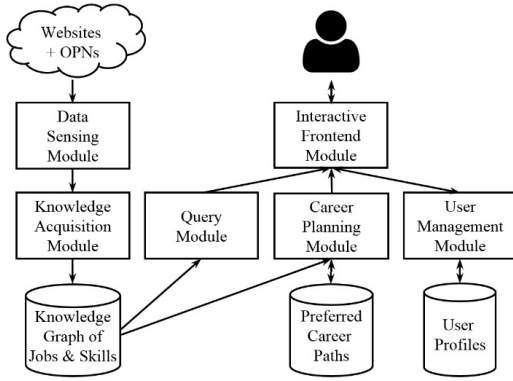 Websites
+ OPNs
Data
Sensing
Module
Interactive
Frontend
Module
Knowledge
Acquisition
Module
Query
Module
Career
Planning
Module
User
Management
Module
Knowledge
Graph of
Jobs & Skills
Preferred
Career
Paths
User
Profiles